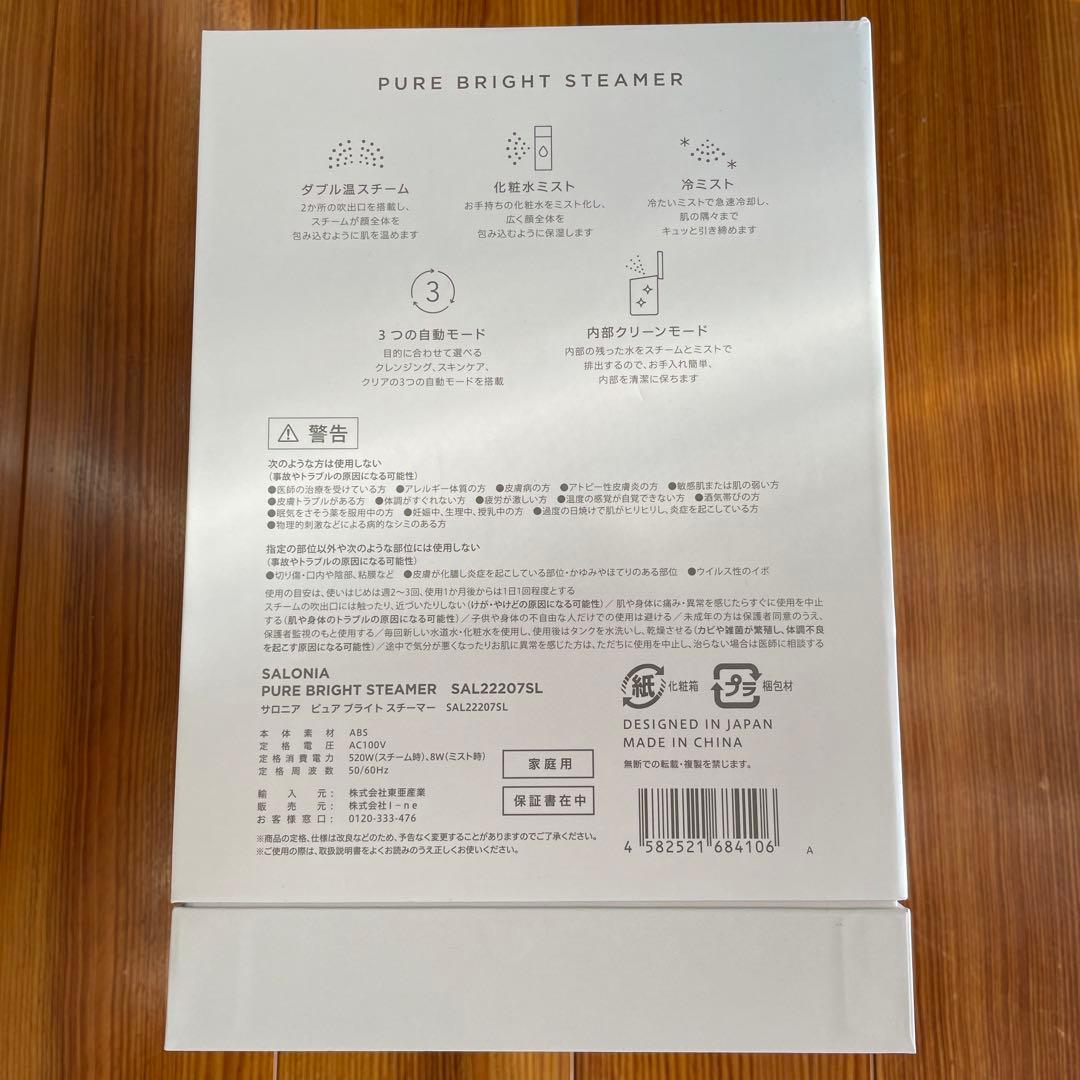 PURE BRIGHT STEAMER
ダブル温スチーム
2か所の吹出口を搭載し、
スチームが顔全体を
包み込むように肌を温めます
化粧水ミスト
お手持ちの化粧水をミスト化し、
広く顔全体を
包み込むように保湿します
冷ミスト
冷たいミストで急速冷却し、
肌の隅々まで
キュッと引き締めます
3
3つの自動モード
目的に合わせて選べる
クレンジング、スキンケア、
クリアの3つの自動モードを搭載
内部クリーンモード
内部の残った水をスチームとミストで
排出するので、お手入れ簡単、
内部を清潔に保ちます
⚠ 警告
次のような方は使用しない
(事故やトラブルの原因になる可能性)
●医師の治療を受けている方 ●アレルギー体質の方 ●皮膚病の方 ●アトピー性皮膚炎の方 ●敏感肌または肌の弱い方
●皮膚トラブルがある方 ●体調がすぐれない方 ●疲労が激しい方 ●温度の感覚が自覚できない方 ●酒気帯びの方
●眠気をさそう薬を服用中の方 ●妊娠中、生理中、授乳中の方 ●過度の日焼けで肌がヒリヒリし、炎症を起こしている方
●物理的刺激などによる病的なシミのある方
指定の部位以外や次のような部位には使用しない
(事故やトラブルの原因になる可能性)
●切り傷・口内や陰部、粘膜など ●皮膚が化膿し炎症を起こしている部位・かゆみやほてりのある部位 ●ウイルス性のイボ
使用の目安は、使いはじめは週2〜3回、使用1か月後からは1日1回程度とする
スチームの吹出口には触ったり、近づいたりしない(けが・やけどの原因になる可能性)/肌や身体に痛み・異常を感じたらすぐに使用を中止
する(肌や身体のトラブルの原因になる可能性)/子供や身体の不自由な人だけでの使用は避ける/未成年の方は保護者同意のうえ、
保護者監視のもと使用する/毎回新しい水道水・化粧水を使用し、使用後はタンクを水洗いし、乾燥させる(カビや雑菌が繁殖し、体調不良
を起こす原因になる可能性)/途中で気分が悪くなったりお肌に異常を感じた方は、ただちに使用を中止し、治らない場合は医師に相談する
SALONIA
PURE BRIGHT STEAMER SAL22207SL
サロニア ピュア ブライト スチーマー SAL22207SL
紙 化粧箱 プラ 梱包材
DESIGNED IN JAPAN
MADE IN CHINA
無断での転載・複製を禁じます。
本体素材 ABS
定格電圧 AC100V
定格消費電力 520W(スチーム時)、8W(ミスト時)
定格周波数 50/60Hz
家庭用
保証書在中
輸入元: 株式会社東亜産業
販売元: 株式会社I-ne
お客様窓口: 0120-333-476
※商品の定格、仕様は改良などのため、予告なく変更することがありますのでご了承ください。
※ご使用の際は、取扱説明書をよくお読みのうえ正しくお使いください。
4 582521 684106 A